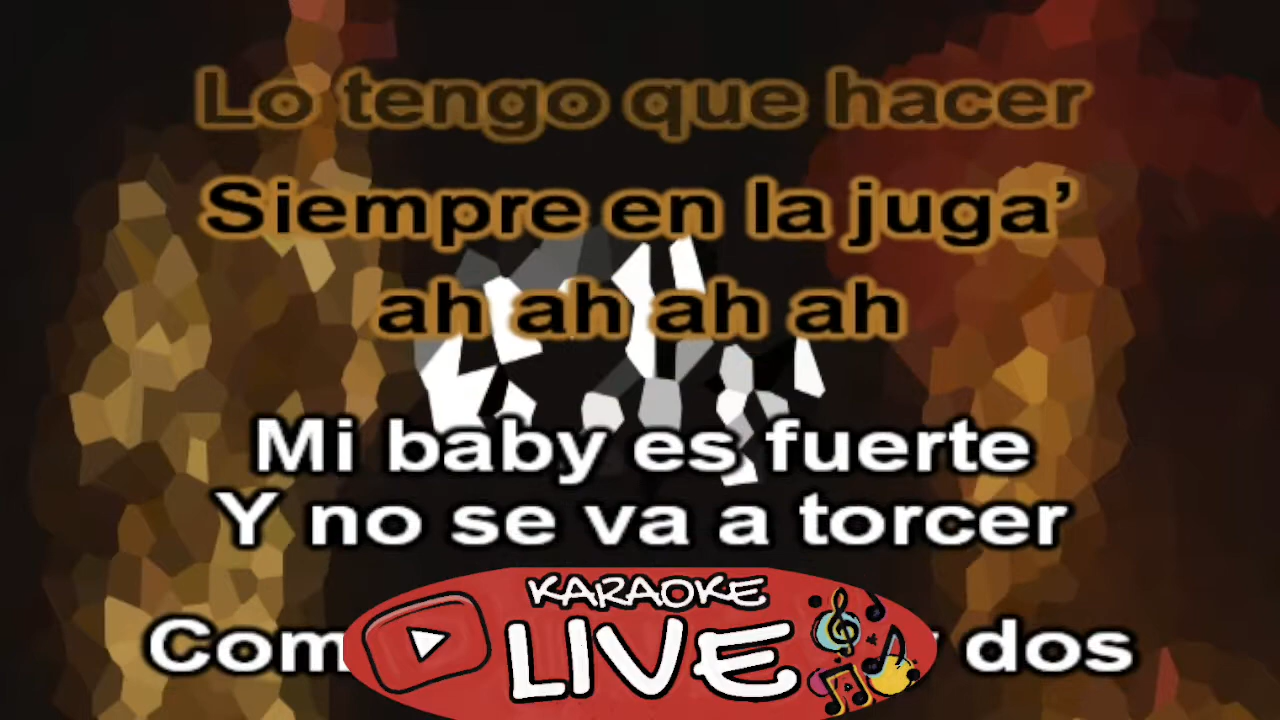 Lo tengo que hacer
Siempre en la juga’
ah ah ah ah
Mi baby es fuerte
Y no se va a torcer
dos
KARAOKE
LIVE